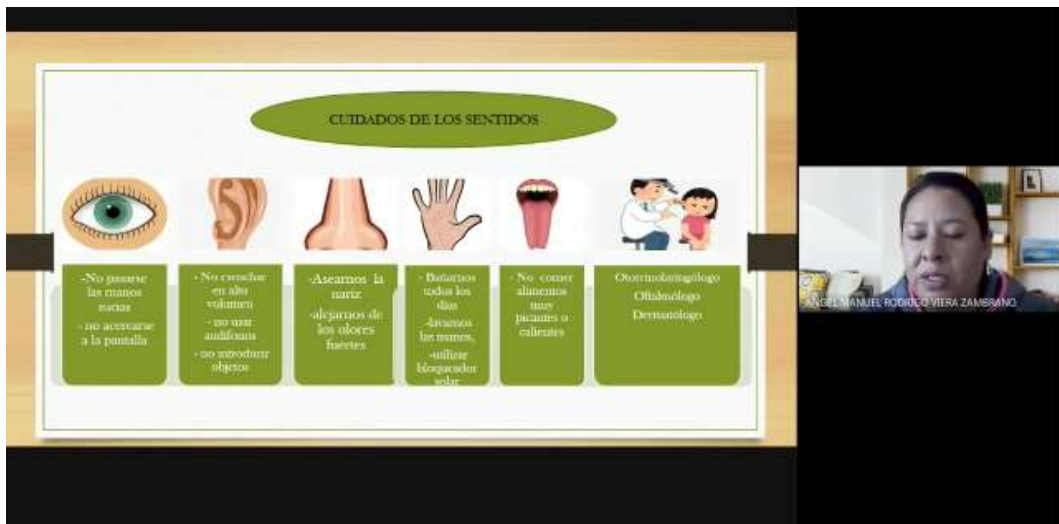 CUIDADOS DE LOS SENTIDOS
-No pasarse
las manos
sucias
- no acercarse
a la pantalla
- No escuchar
en alto
volumen
- no usar
audífonos
- no introducir
objetos
-Asearnos la
nariz
-alejarnos de
los olores
fuertes
- Bañarnos
todos los
días
-lavarnos
las manos,
-utilizar
bloqueador
solar
- No comer
alimentos
muy
picantes o
calientes
Otorrinolaringólogo
Oftalmólogo
Dermatólogo
ANGEL MANUEL RODRIGO VIERA ZAMBRANO